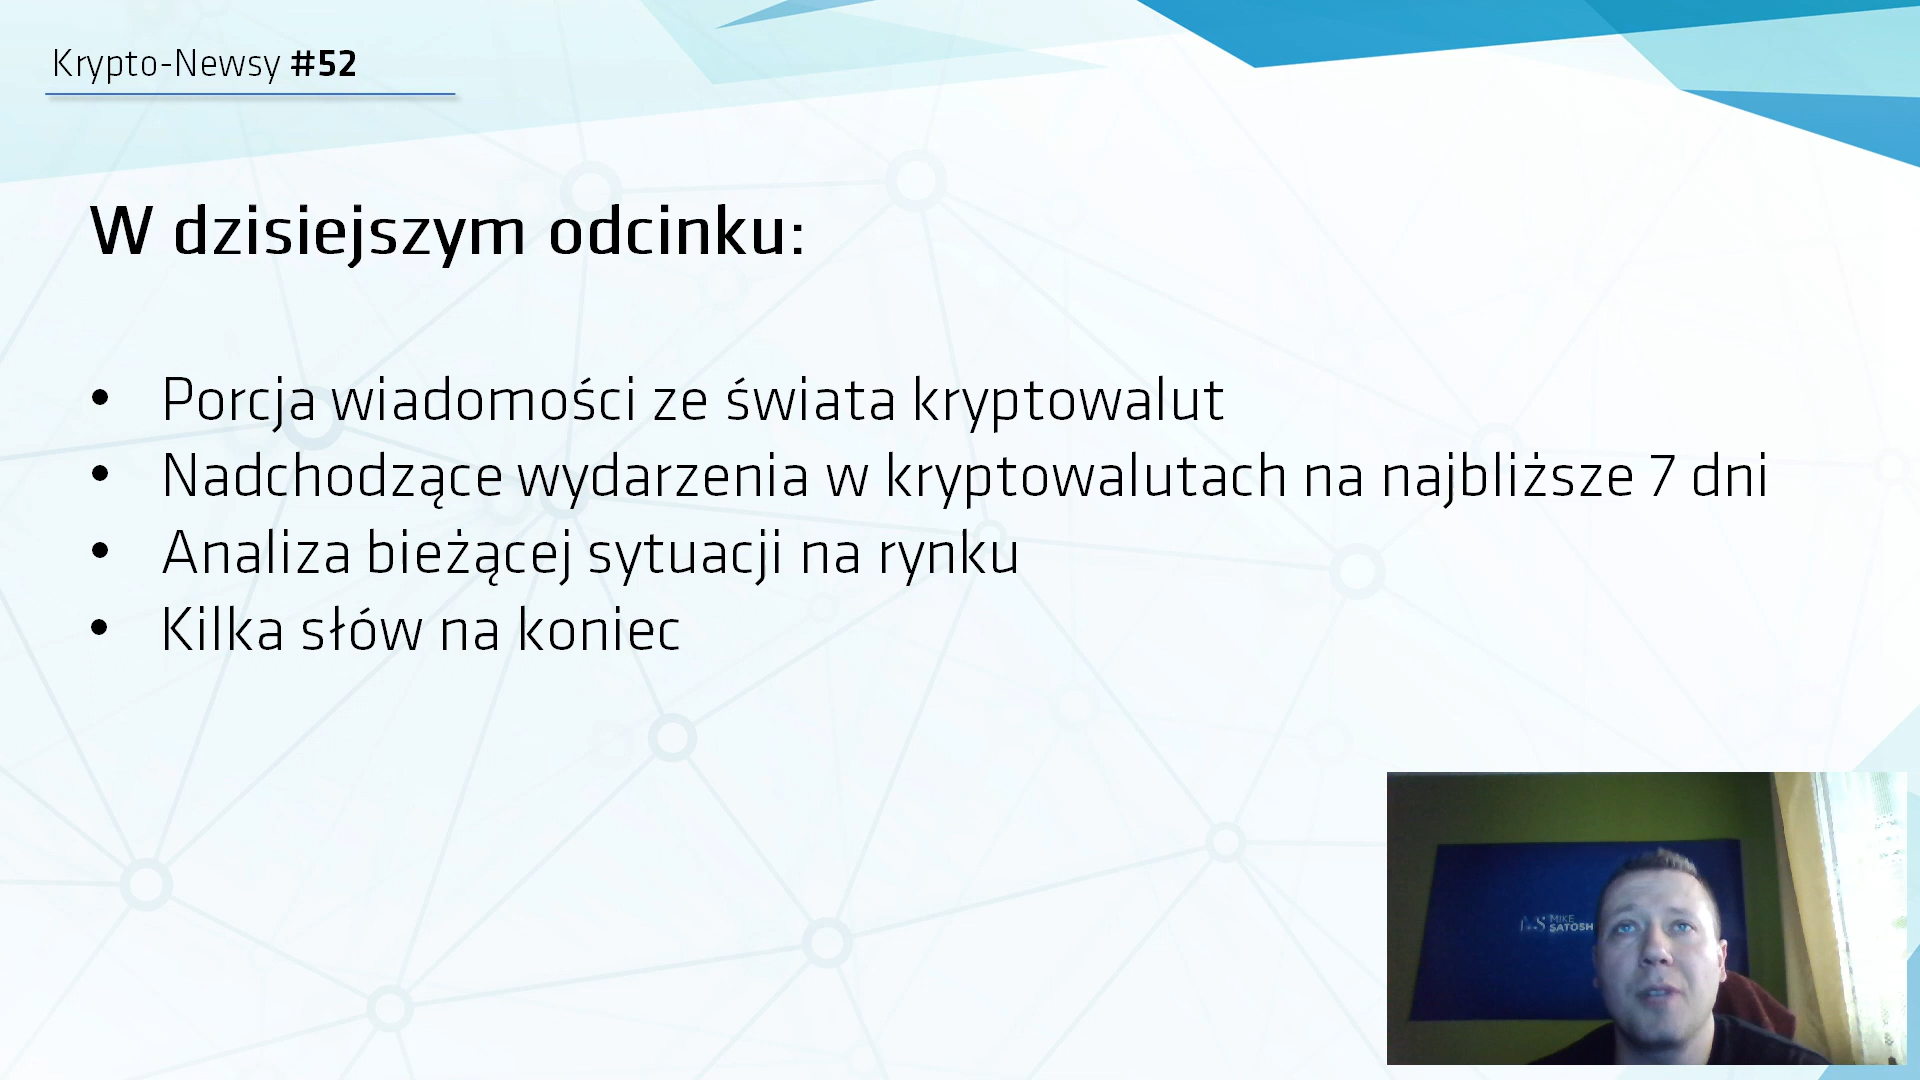 Krypto-Newsy #52
W dzisiejszym odcinku:
• Porcja wiadomości ze świata kryptowalut
• Nadchodzące wydarzenia w kryptowalutach na najbliższe 7 dni
• Analiza bieżącej sytuacji na rynku
• Kilka słów na koniec
MIKE
SATOSH